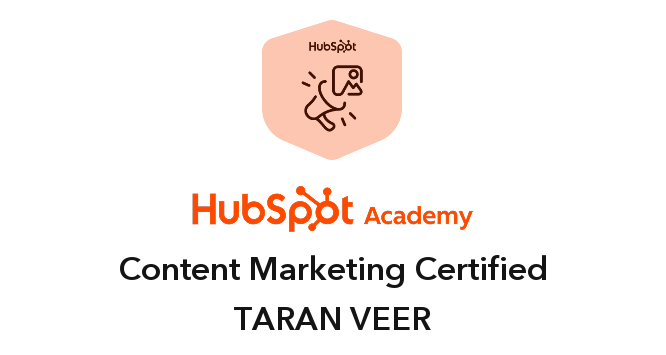 HubSpot
HubSpot Academy
Content Marketing Certified
TARAN VEER